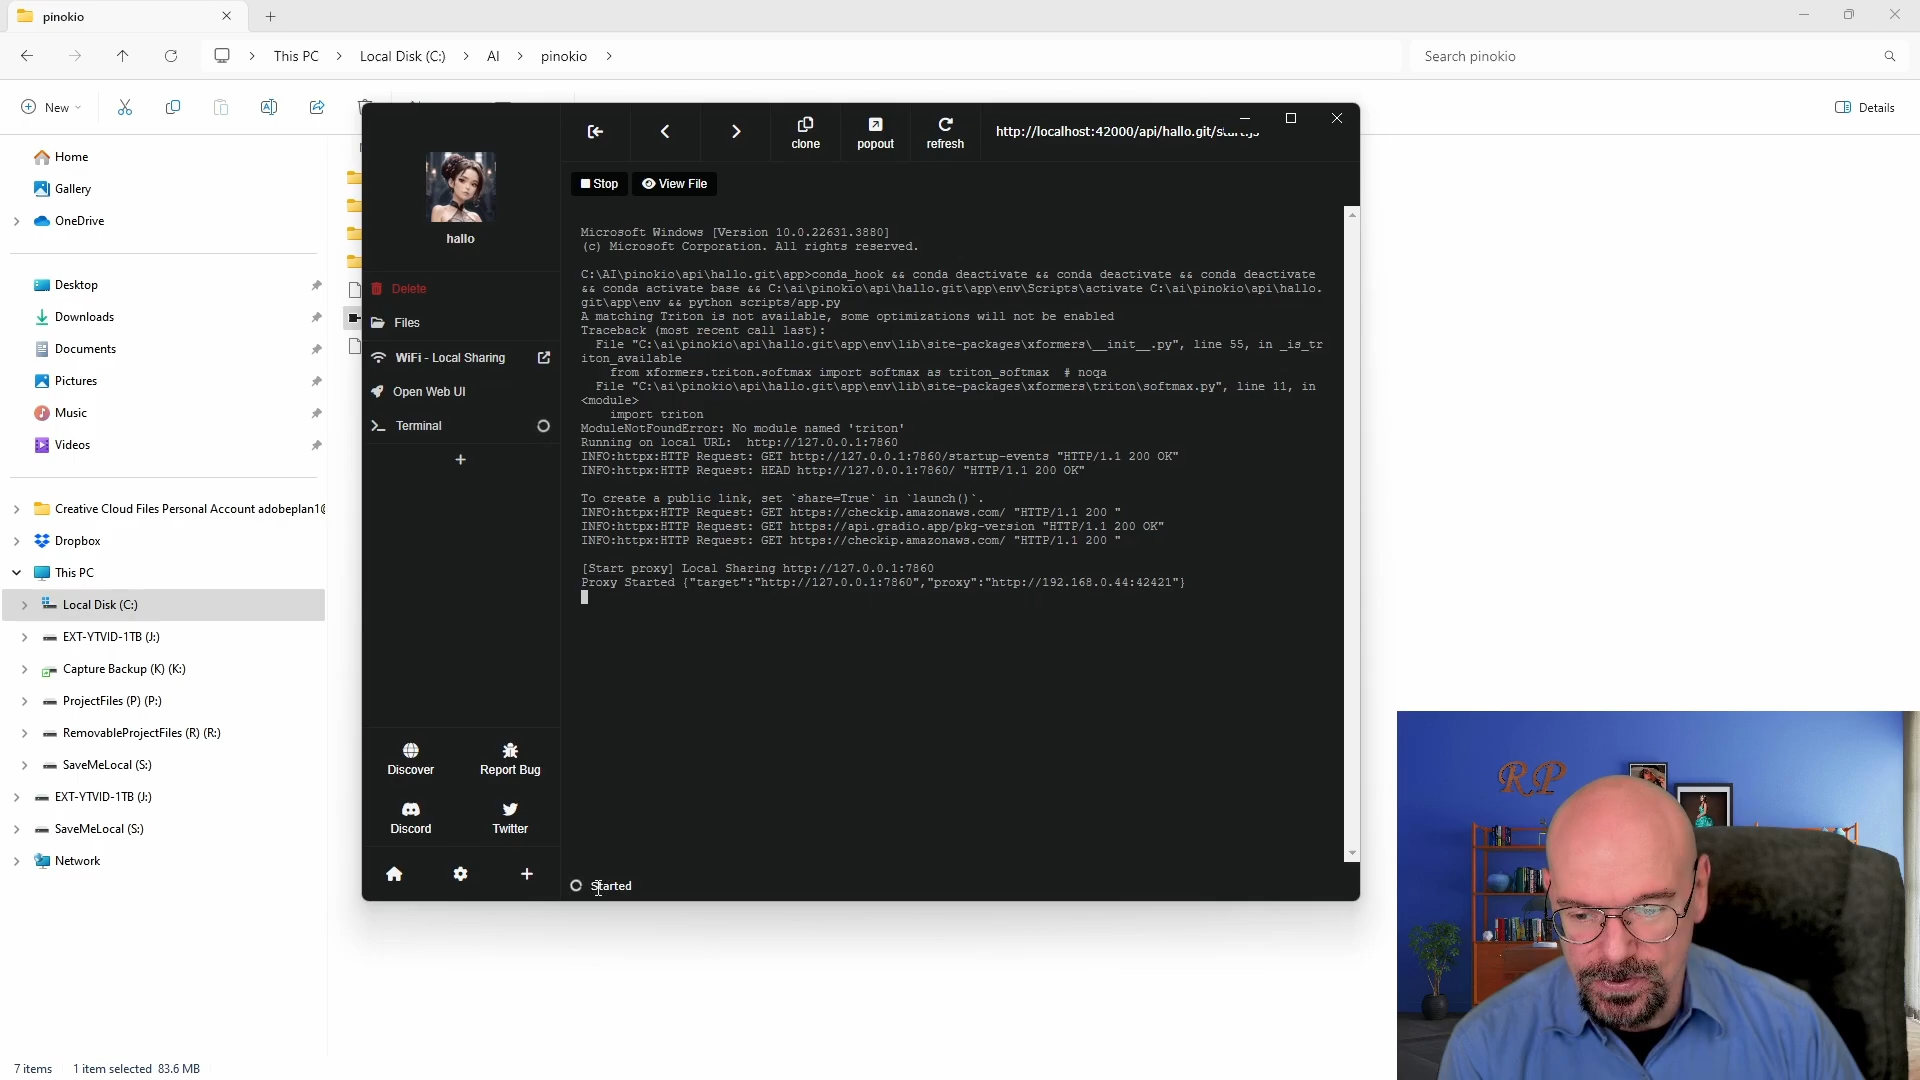 pinokio
This PC
Local Disk (C:)
AI
pinokio
Search pinokio
New
Details
Home
Gallery
OneDrive
Desktop
Downloads
Documents
Pictures
Music
Videos
Creative Cloud Files Personal Account adobeplan1@
Dropbox
This PC
Local Disk (C:)
EXT-YTVID-1TB (J:)
Capture Backup (K) (K:)
ProjectFiles (P) (P:)
RemovableProjectFiles (R) (R:)
SaveMeLocal (S:)
EXT-YTVID-1TB (J:)
SaveMeLocal (S:)
Network
7 items
1 item selected 83.6 MB
hallo
Delete
Files
WiFi - Local Sharing
Open Web UI
Terminal
Discover
Report Bug
Discord
Twitter
clone
popout
refresh
http://localhost:42000/api/hallo.git/start.js
Stop
View File
Microsoft Windows [Version 10.0.22631.3880]
(c) Microsoft Corporation. All rights reserved.
C:\AI\pinokio\api\hallo.git\app>conda_hook && conda deactivate && conda deactivate && conda deactivate
&& conda activate base && C:\ai\pinokio\api\hallo.git\app\env\Scripts\activate C:\ai\pinokio\api\hallo.
git\app\env && python scripts/app.py
A matching Triton is not available, some optimizations will not be enabled
Traceback (most recent call last):
File "C:\ai\pinokio\api\hallo.git\app\env\lib\site-packages\xformers\__init__.py", line 55, in _is_tr
iton_available
from xformers.triton.softmax import softmax as triton_softmax # noqa
File "C:\ai\pinokio\api\hallo.git\app\env\lib\site-packages\xformers\triton\softmax.py", line 11, in
<module>
import triton
ModuleNotFoundError: No module named 'triton'
Running on local URL: http://127.0.0.1:7860
INFO:httpx:HTTP Request: GET http://127.0.0.1:7860/startup-events "HTTP/1.1 200 OK"
INFO:httpx:HTTP Request: HEAD http://127.0.0.1:7860/ "HTTP/1.1 200 OK"
To create a public link, set `share=True` in `launch()`.
INFO:httpx:HTTP Request: GET https://checkip.amazonaws.com/ "HTTP/1.1 200 "
INFO:httpx:HTTP Request: GET https://api.gradio.app/pkg-version "HTTP/1.1 200 OK"
INFO:httpx:HTTP Request: GET https://checkip.amazonaws.com/ "HTTP/1.1 200 "
[Start proxy] Local Sharing http://127.0.0.1:7860
Proxy Started {"target":"http://127.0.0.1:7860","proxy":"http://192.168.0.44:42421"}
Started
RP